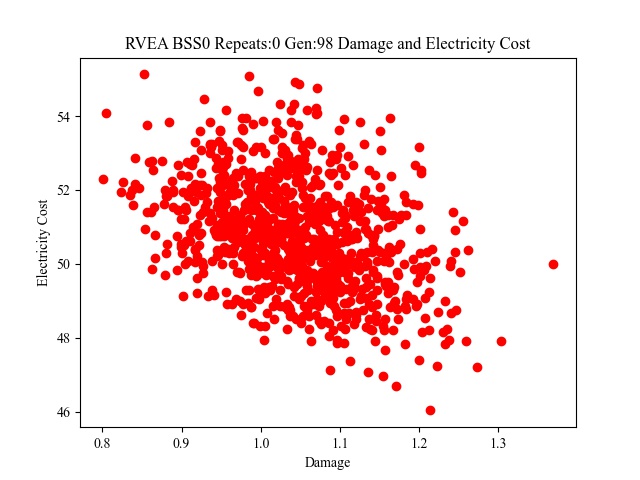 RVEA BSS0 Repeats:0 Gen:98 Damage and Electricity Cost
54
52
50
48
46
Electricity Cost
0.8 0.9 1.0 1.1 1.2 1.3
Damage